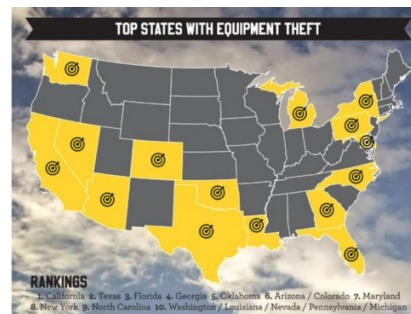 TOP STATES WITH EQUIPMENT THEFT
RANKINGS
1. California 2. Texas 3. Florida 4. Georgia 5. Oklahoma 6. Arizona / Colorado 7. Maryland
8. New York 9. North Carolina 10. Washington / Louisiana / Nevada / Pennsylvania / Michigan